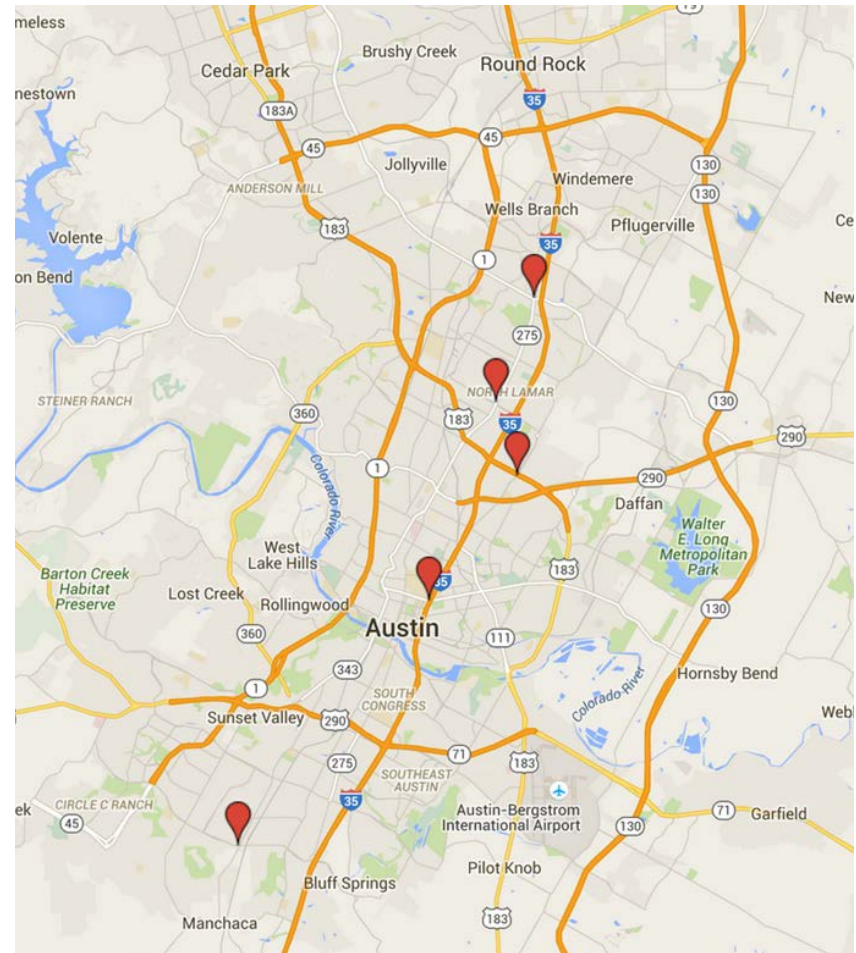 meless
Brushy Creek
19
Cedar Park
Round Rock
nestown
35
183A
45
45
Jollyville
130
ANDERSON MILL
Windemere
130
Wells Branch
183
Pflugerville
Volente
35
Ce
on Bend
1
New
275
STEINER RANCH
NORTH LAMAR
360
183
130
35
290
Colorado River
1
290
Daffan
West
Lake Hills
Walter
E. Long
Metropolitan
Park
Barton Creek
Habitat
Preserve
Lost Creek
35
183
Rollingwood
130
Austin
360
111
343
Hornsby Bend
1
SOUTH
CONGRESS
Colorado River
Sunset Valley
290
Webb
71
275
183
SOUTHEAST
AUSTIN
CIRCLE C RANCH
35
Austin-Bergstrom
International Airport
ek
45
71
Garfield
130
Pilot Knob
Bluff Springs
Manchaca
183